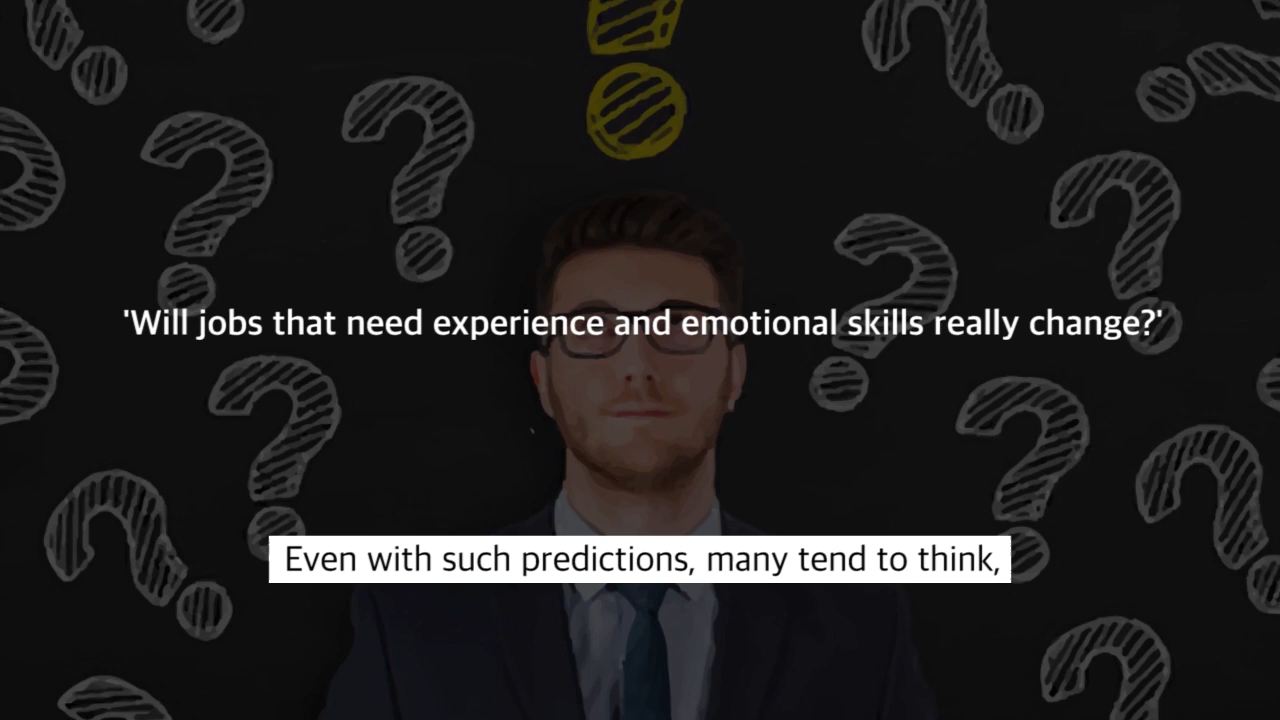 'Will jobs that need experience and emotional skills really change?'
Even with such predictions, many tend to think,